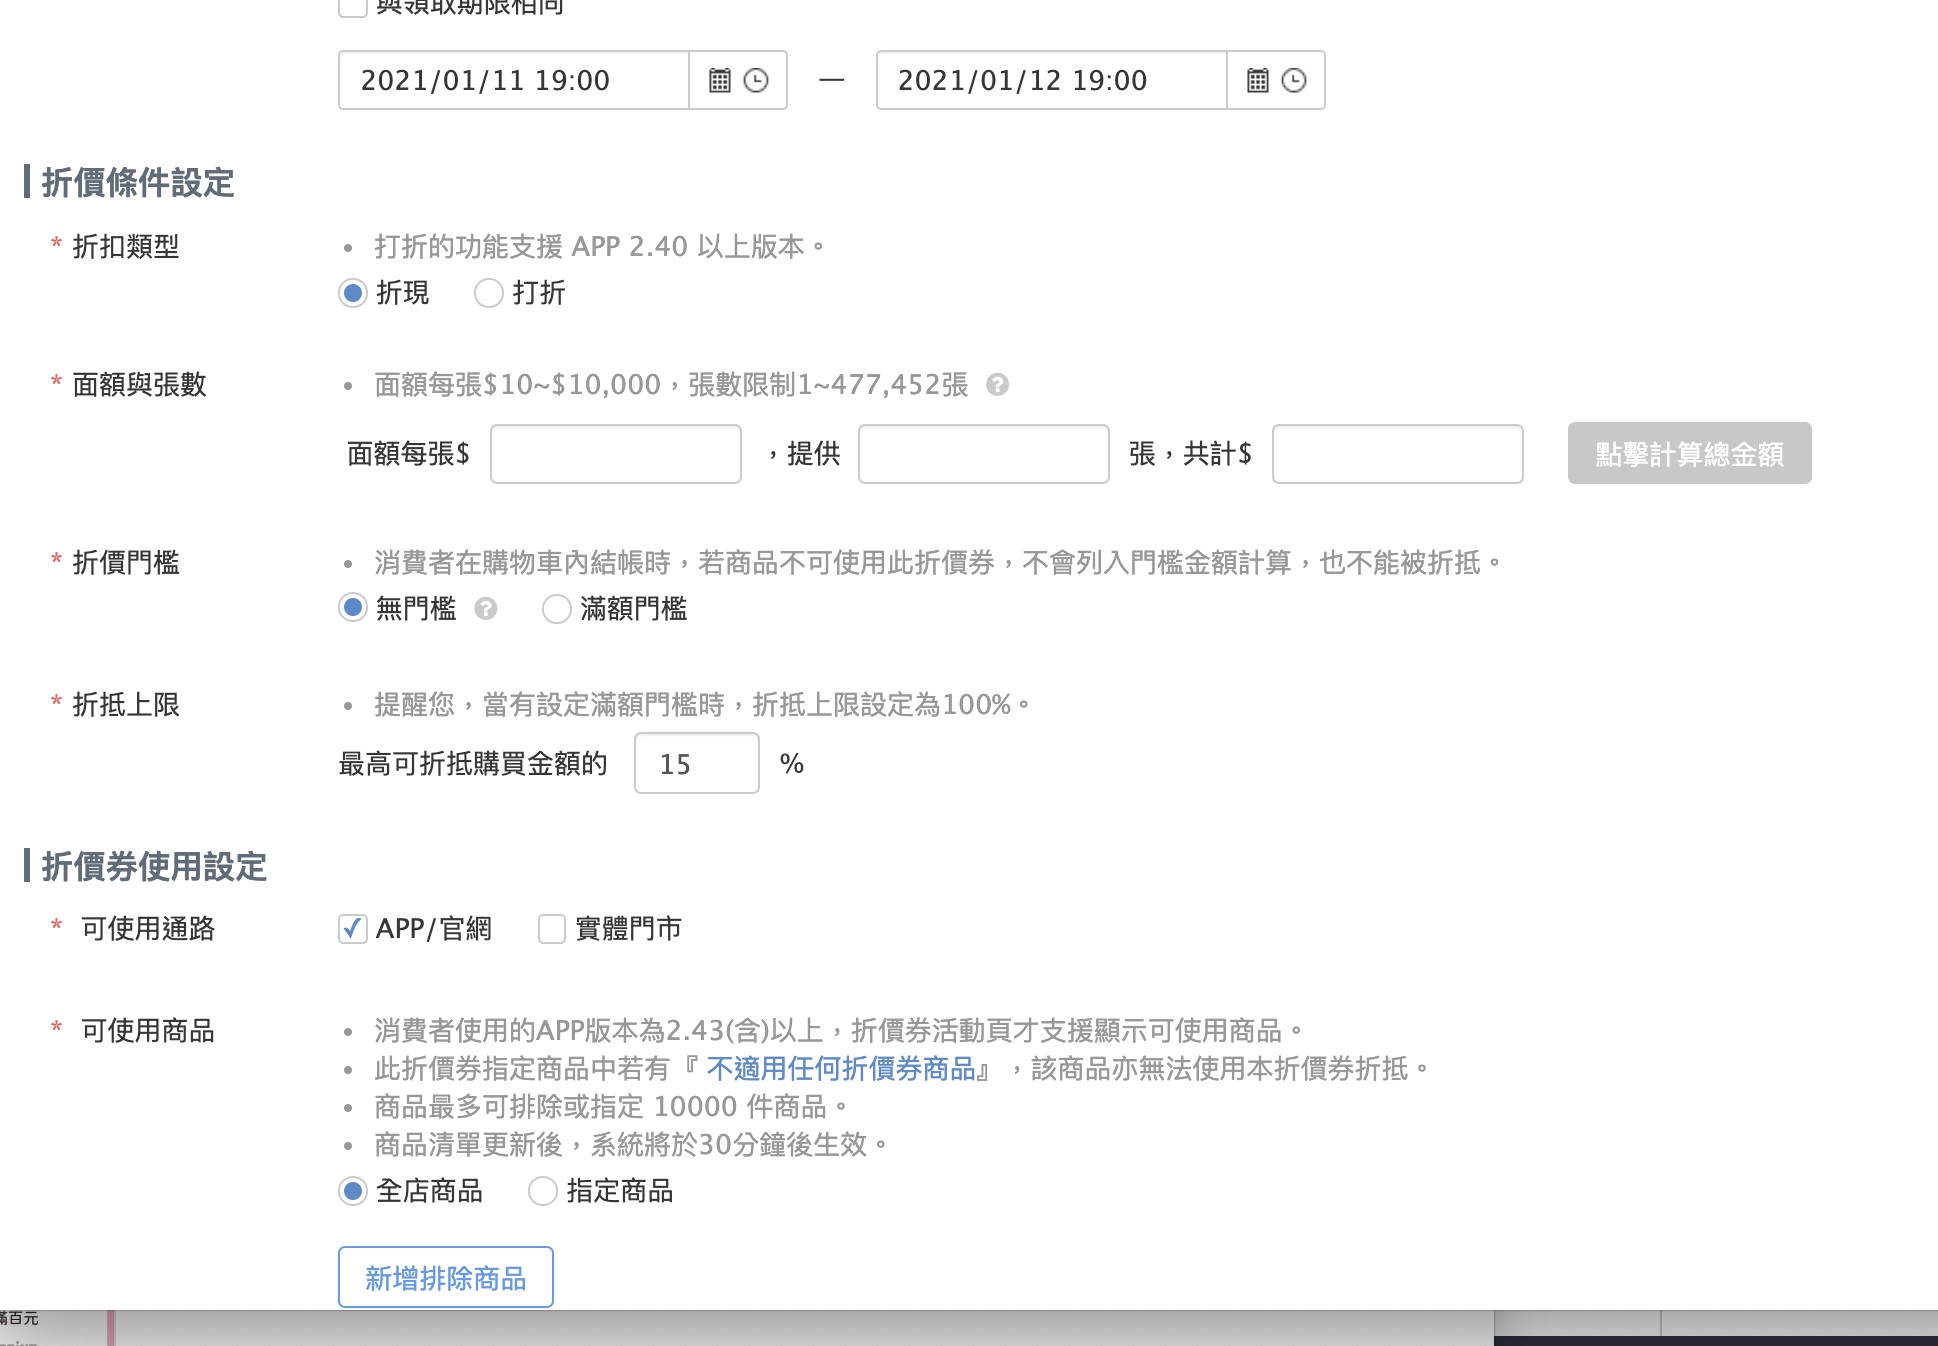 與領取期限相同
2021/01/11 19:00 — 2021/01/12 19:00
折價條件設定
* 折扣類型
• 打折的功能支援 APP 2.40 以上版本。
折現 打折
* 面額與張數
• 面額每張$10~$10,000，張數限制1~477,452張 ?
面額每張$ ，提供 張，共計$ 點擊計算總金額
* 折價門檻
• 消費者在購物車內結帳時，若商品不可使用此折價券，不會列入門檻金額計算，也不能被折抵。
無門檻 ? 滿額門檻
* 折抵上限
• 提醒您，當有設定滿額門檻時，折抵上限設定為100%。
最高可折抵購買金額的 15 %
折價券使用設定
* 可使用通路
APP/官網 實體門市
* 可使用商品
• 消費者使用的APP版本為2.43(含)以上，折價券活動頁才支援顯示可使用商品。
• 此折價券指定商品中若有『 不適用任何折價券商品』 ，該商品亦無法使用本折價券折抵。
• 商品最多可排除或指定 10000 件商品。
• 商品清單更新後，系統將於30分鐘後生效。
全店商品 指定商品
新增排除商品
滿百元